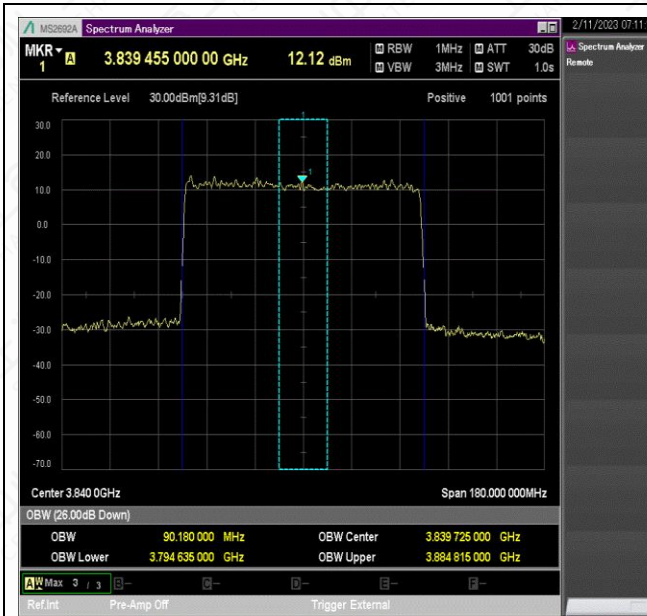 MS2692A Spectrum Analyzer
2/11/2023 07:11:
MKR A 3.839 455 000 00 GHz 12.12 dBm RBW 1MHz ATT 30dB
1 VBW 3MHz SWT 1.0s
Spectrum Analyzer
Remote
Reference Level 30.00dBm[9.31dB] Positive 1001 points
30.0
1
20.0
1
10.0
0.0
-10.0
-20.0
-30.0
-40.0
-50.0
-60.0
-70.0
Center 3.840 0GHz Span 180.000 000MHz
OBW (26.00dB Down)
OBW 90.180 000 MHz OBW Center 3.839 725 000 GHz
OBW Lower 3.794 635 000 GHz OBW Upper 3.884 815 000 GHz
A W Max 3 / 3 B- C- D- E- F-
Ref.Int Pre-Amp Off Trigger External